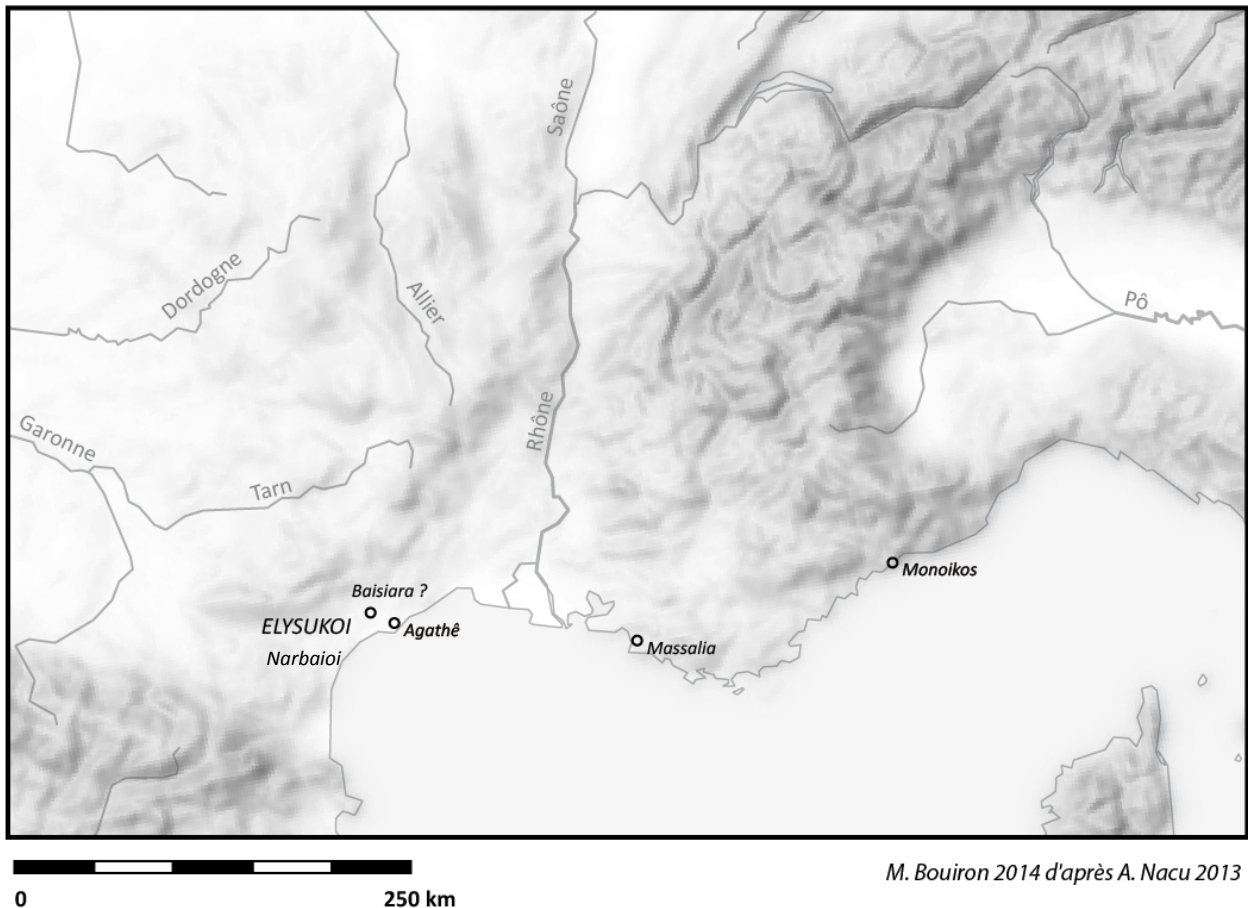 Saône
Dordogne
Allier
Pô
Rhône
Garonne
Tarn
Monoikos
Baisiara ?
ELYSUKOI
Agathê
Massalia
Narbaioi
0
250 km
M. Bouiron 2014 d'après A. Nacu 2013